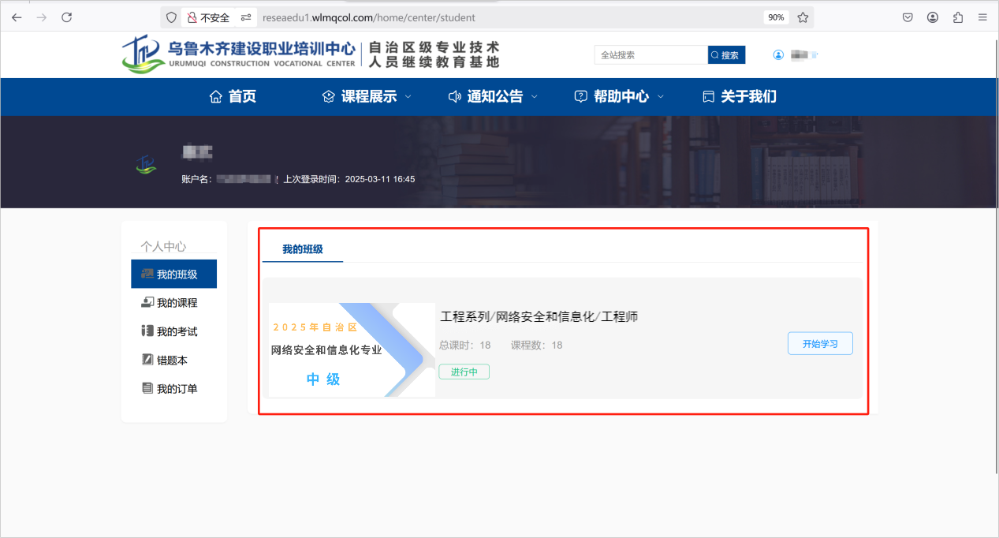 不安全
reseaedu1.wlmqcol.com/home/center/student
90%
乌鲁木齐建设职业培训中心
URUMUQI CONSTRUCTION VOCATIONAL CENTER
自治区级专业技术
人员继续教育基地
全站搜索
搜索
首页
课程展示
通知公告
帮助中心
关于我们
账户名：
上次登录时间：2025-03-11 16:45
个人中心
我的班级
我的课程
我的考试
错题本
我的订单
我的班级
2025年自治区
网络安全和信息化专业
中级
工程系列/网络安全和信息化/工程师
总课时：18 课程数：18
进行中
开始学习